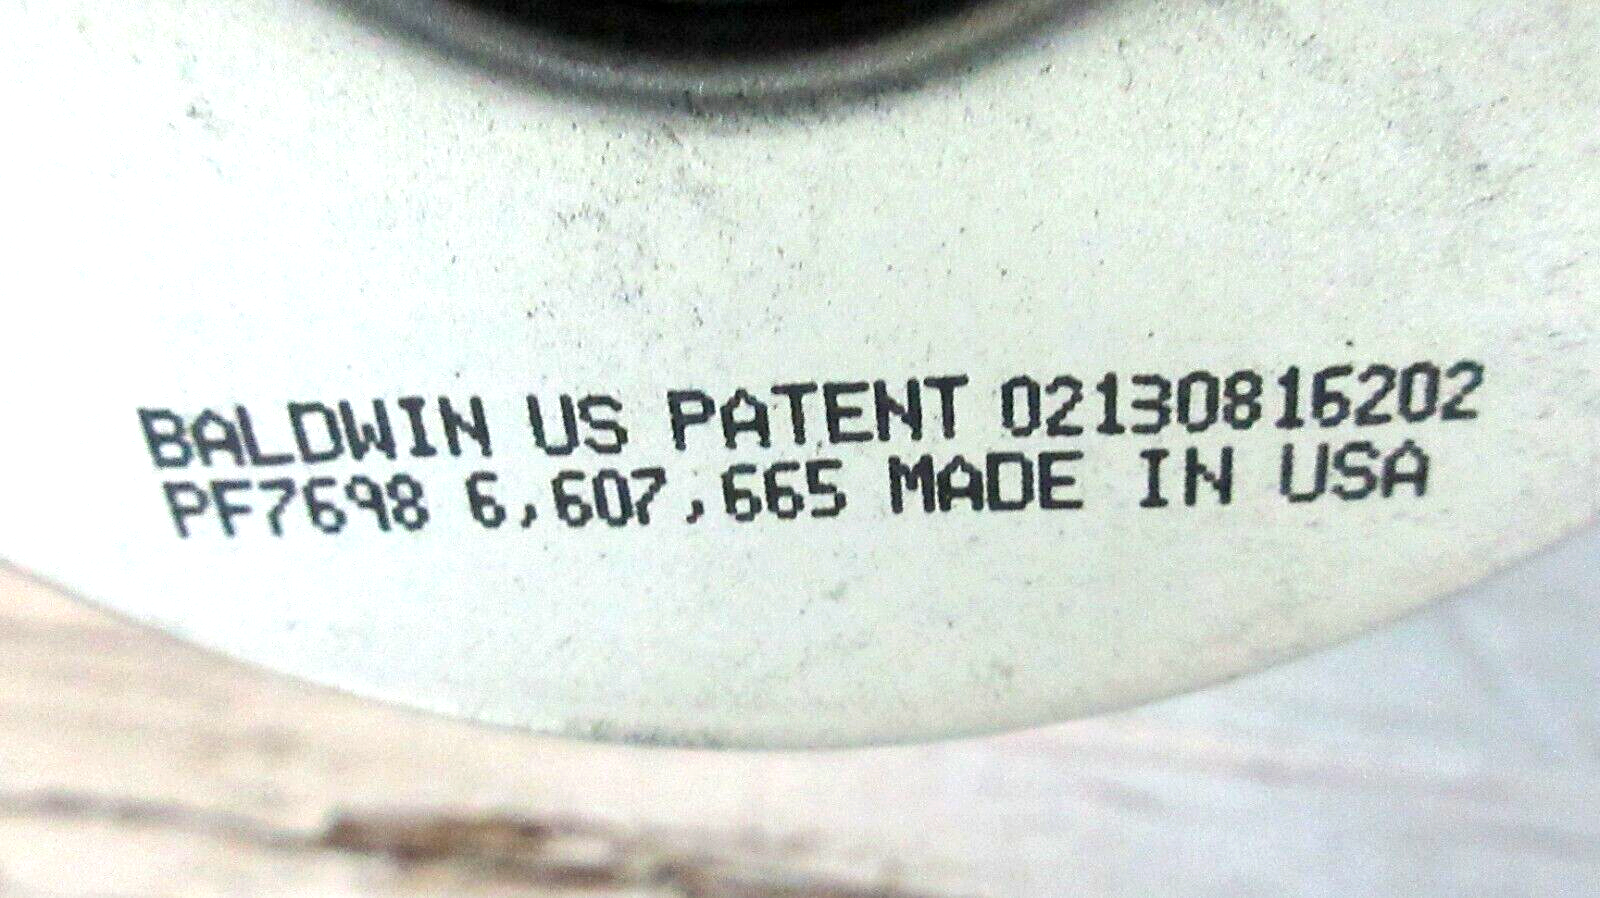 BALDWIN US PATENT 02130816202
PF7698 6,607,665 MADE IN USA